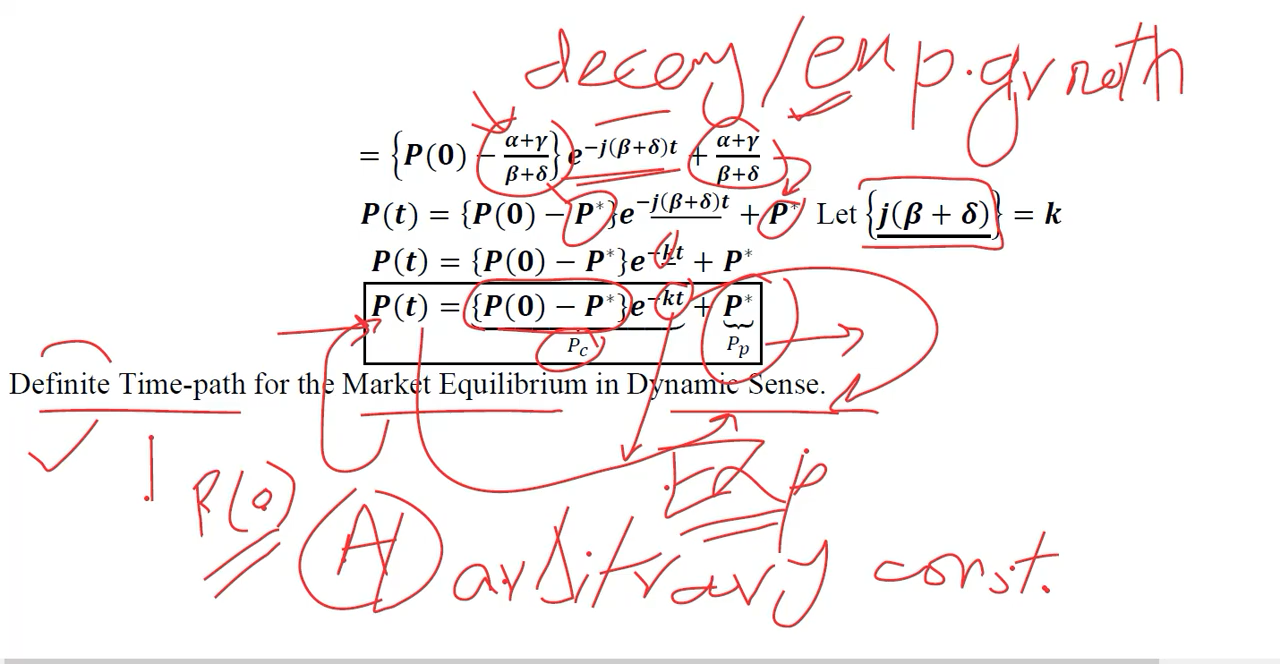 decay/exp.growth
= {P(0) − α+γ/β+δ} e^−j(β+δ)t + α+γ/β+δ
P(t) = {P(0) − P*}e^−j(β+δ)t + P* Let {j(β + δ)} = k
P(t) = {P(0) − P*}e^−kt + P*
P(t) = {P(0) − P*}e^−kt + P*
P_c P_p
Definite Time-path for the Market Equilibrium in Dynamic Sense.
P(0)
A arbitrary const.